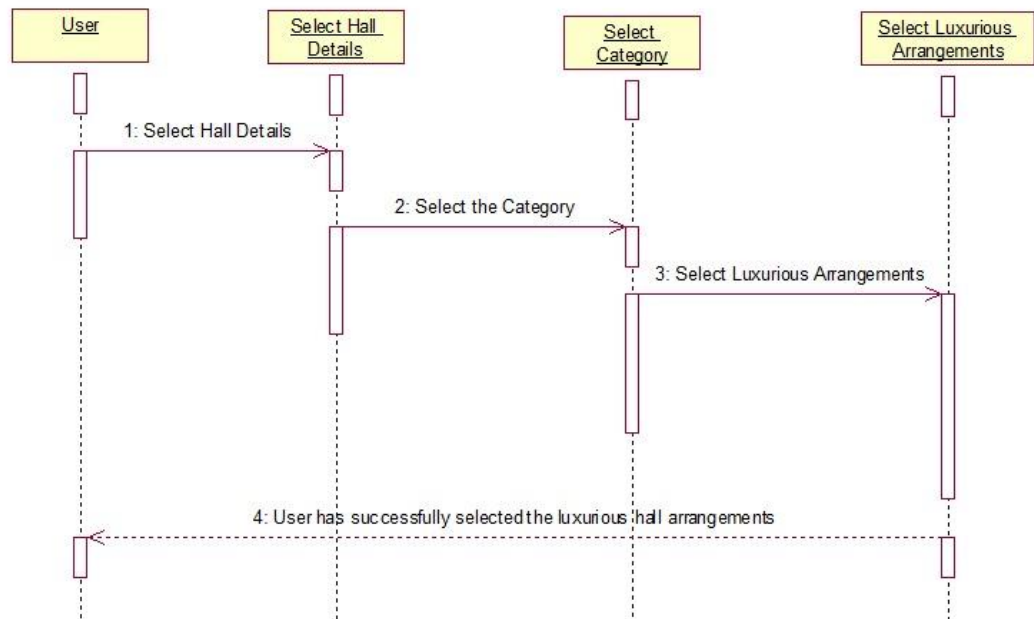 User
Select Hall
Details
Select
Category
Select Luxurious
Arrangements
1: Select Hall Details
2: Select the Category
3: Select Luxurious Arrangements
4: User has successfully selected the luxurious hall arrangements